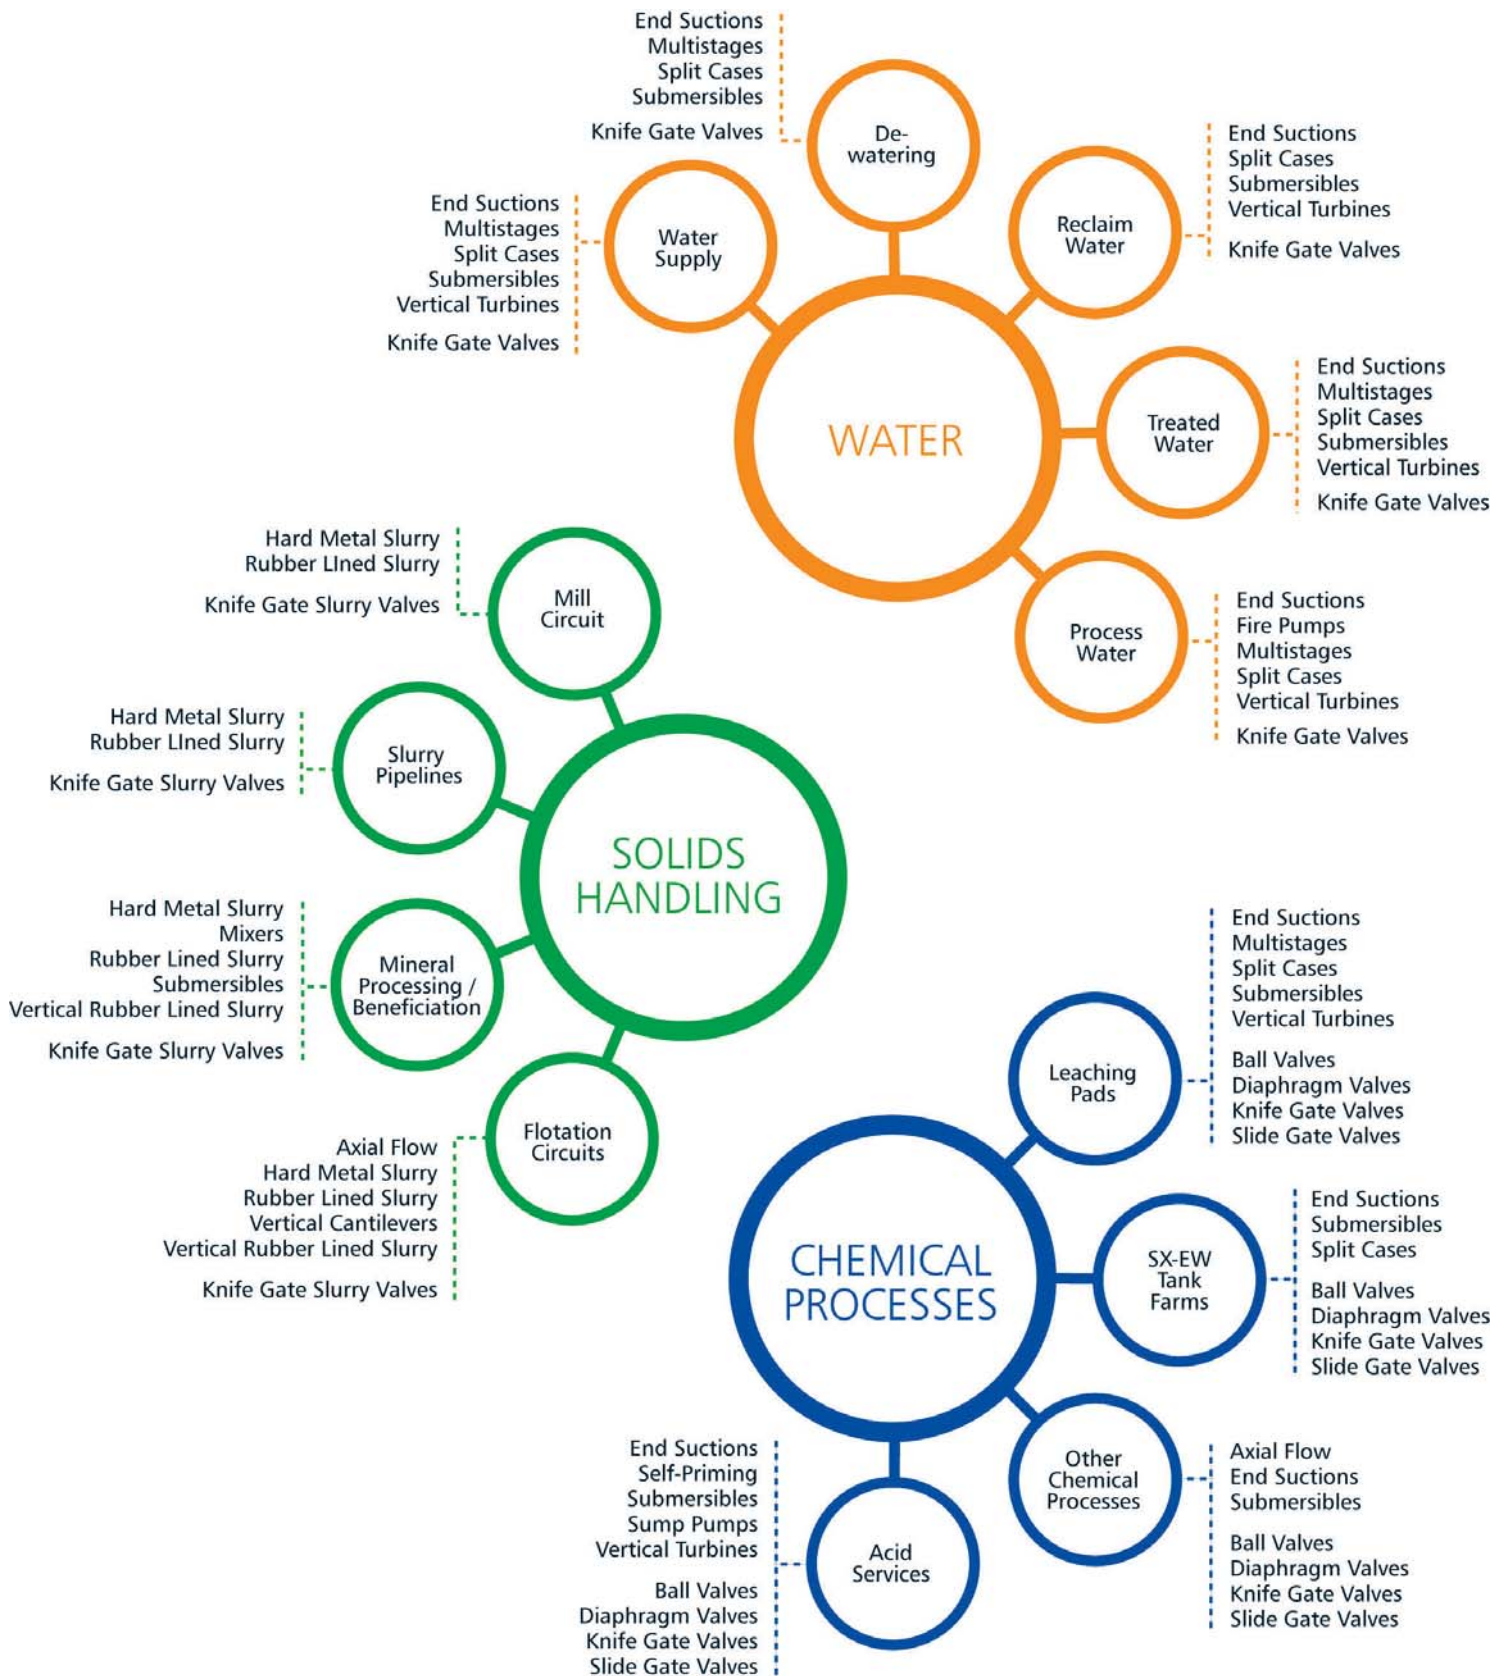 End Suctions
Multistages
Split Cases
Submersibles
Knife Gate Valves
De-
watering
End Suctions
Split Cases
Submersibles
Vertical Turbines
Knife Gate Valves
Reclaim
Water
End Suctions
Multistages
Split Cases
Submersibles
Vertical Turbines
Knife Gate Valves
Water
Supply
WATER
Treated
Water
End Suctions
Multistages
Split Cases
Submersibles
Vertical Turbines
Knife Gate Valves
Process
Water
End Suctions
Fire Pumps
Multistages
Split Cases
Vertical Turbines
Knife Gate Valves
Hard Metal Slurry
Rubber LIned Slurry
Knife Gate Slurry Valves
Mill
Circuit
Hard Metal Slurry
Rubber LIned Slurry
Knife Gate Slurry Valves
Slurry
Pipelines
SOLIDS
HANDLING
Hard Metal Slurry
Mixers
Rubber Lined Slurry
Submersibles
Vertical Rubber Lined Slurry
Knife Gate Slurry Valves
Mineral
Processing /
Beneficiation
Flotation
Circuits
Axial Flow
Hard Metal Slurry
Rubber Lined Slurry
Vertical Cantilevers
Vertical Rubber Lined Slurry
Knife Gate Slurry Valves
Leaching
Pads
End Suctions
Multistages
Split Cases
Submersibles
Vertical Turbines
Ball Valves
Diaphragm Valves
Knife Gate Valves
Slide Gate Valves
CHEMICAL
PROCESSES
SX-EW
Tank
Farms
End Suctions
Submersibles
Split Cases
Ball Valves
Diaphragm Valves
Knife Gate Valves
Slide Gate Valves
Other
Chemical
Processes
Axial Flow
End Suctions
Submersibles
Ball Valves
Diaphragm Valves
Knife Gate Valves
Slide Gate Valves
End Suctions
Self-Priming
Submersibles
Sump Pumps
Vertical Turbines
Ball Valves
Diaphragm Valves
Knife Gate Valves
Slide Gate Valves
Acid
Services